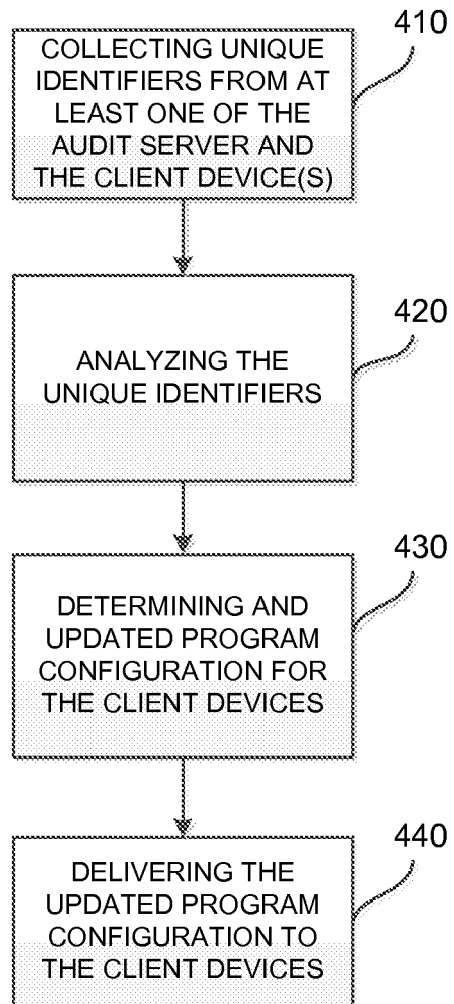 410
COLLECTING UNIQUE
IDENTIFIERS FROM AT
LEAST ONE OF THE
AUDIT SERVER AND
THE CLIENT DEVICE(S)
420
ANALYZING THE
UNIQUE IDENTIFIERS
430
DETERMINING AND
UPDATED PROGRAM
CONFIGURATION FOR
THE CLIENT DEVICES
440
DELIVERING THE
UPDATED PROGRAM
CONFIGURATION TO
THE CLIENT DEVICES